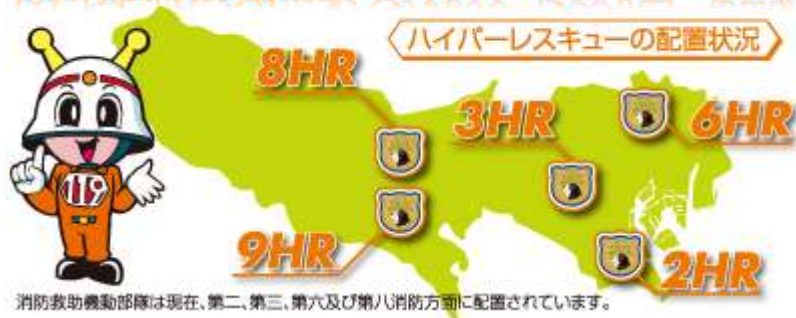 ハイパーレスキューの配置状況
8HR
3HR
6HR
119
9HR
2HR
消防救助機動部隊は現在、第二、第三、第六及び第八消防方面に配置されています。